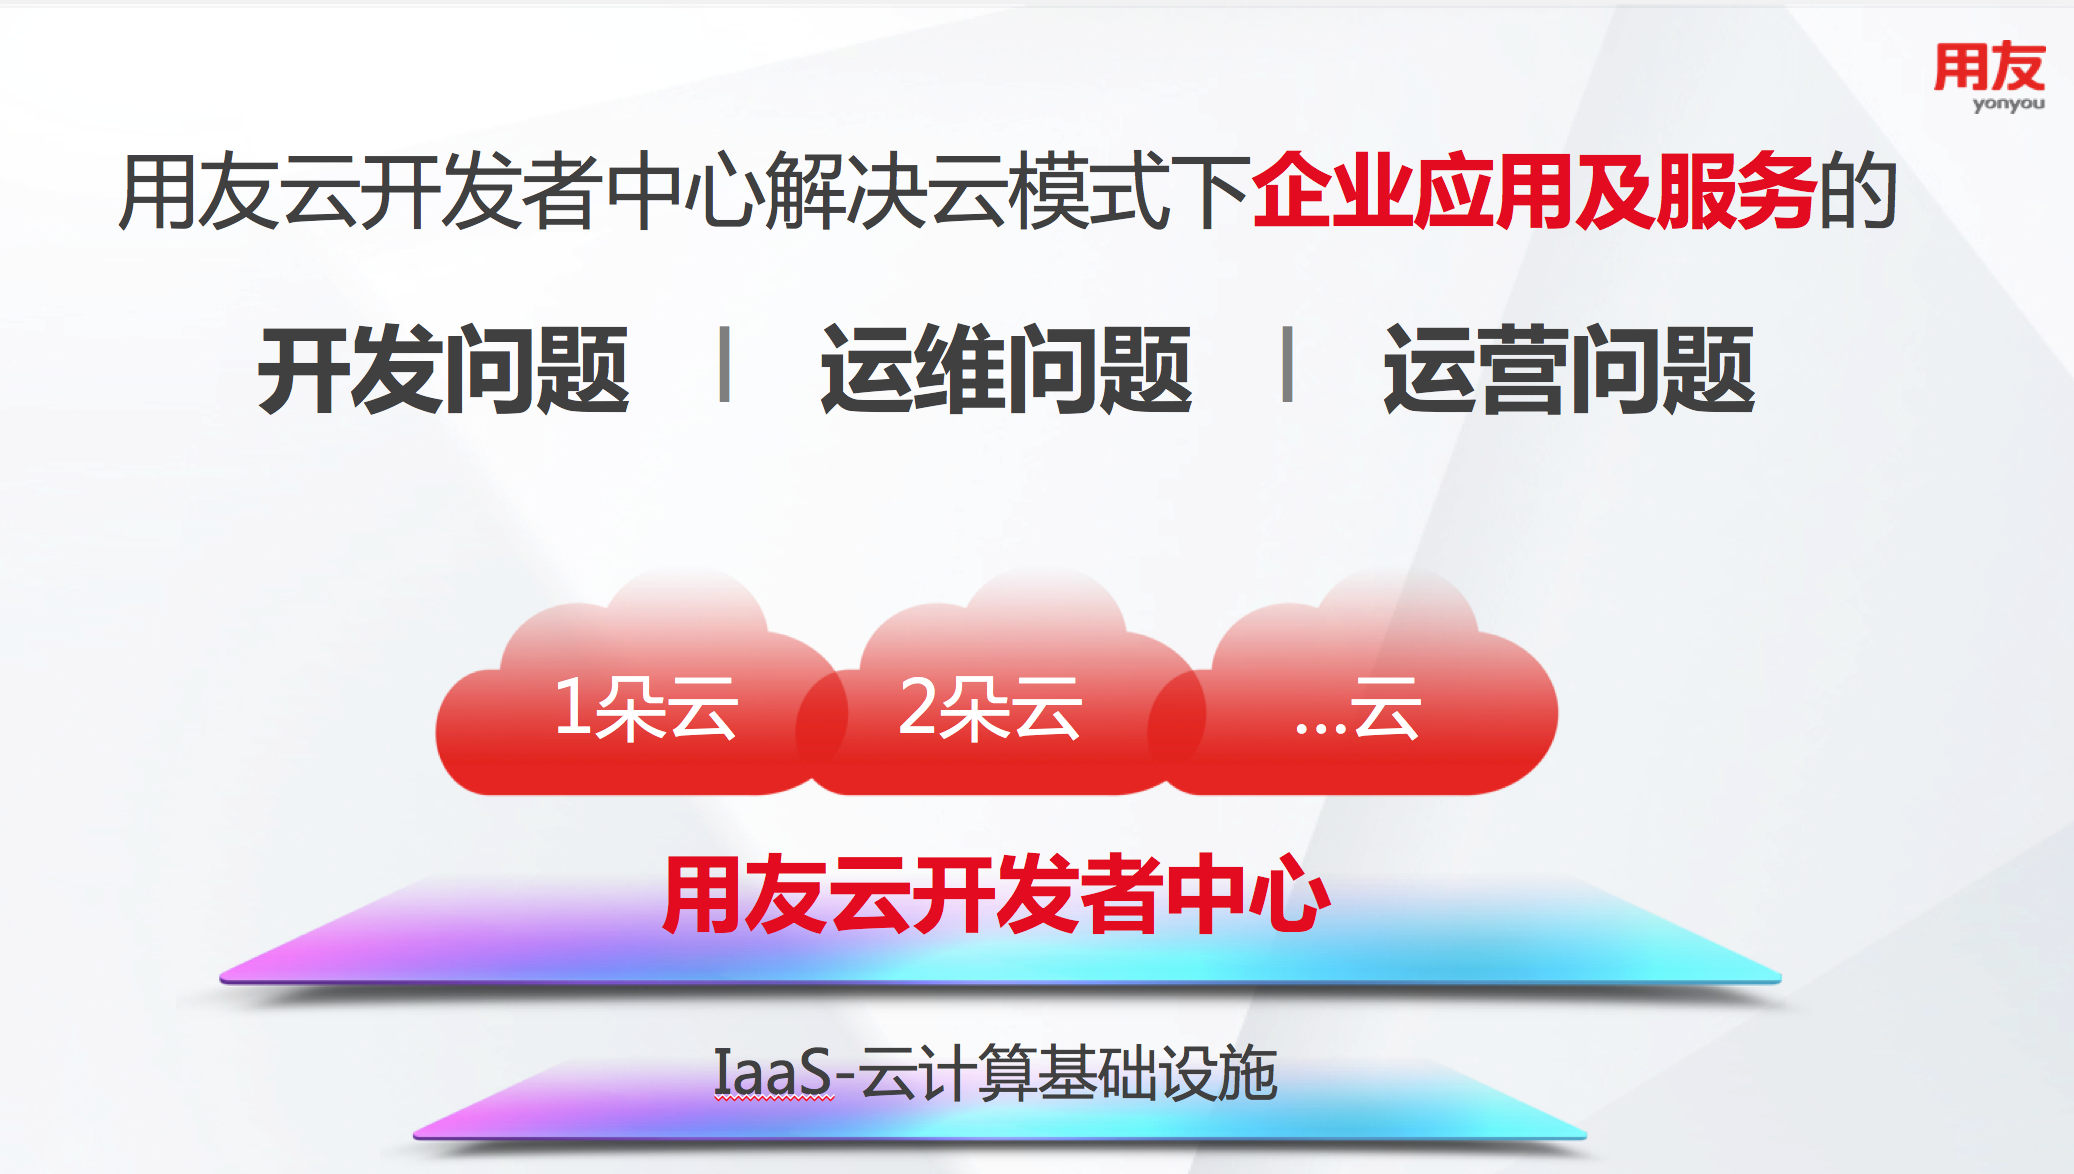 用友
yonyou
用友云开发者中心解决云模式下企业应用及服务的
开发问题 | 运维问题 | 运营问题
1朵云 2朵云 ...云
用友云开发者中心
IaaS-云计算基础设施